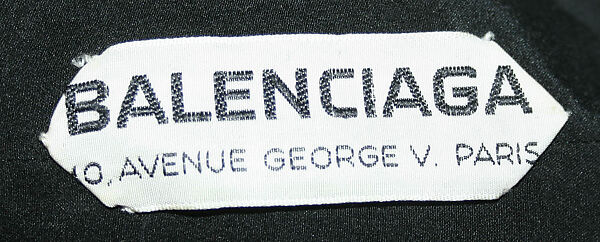 BALENCIAGA
10, AVENUE GEORGE V. PARIS